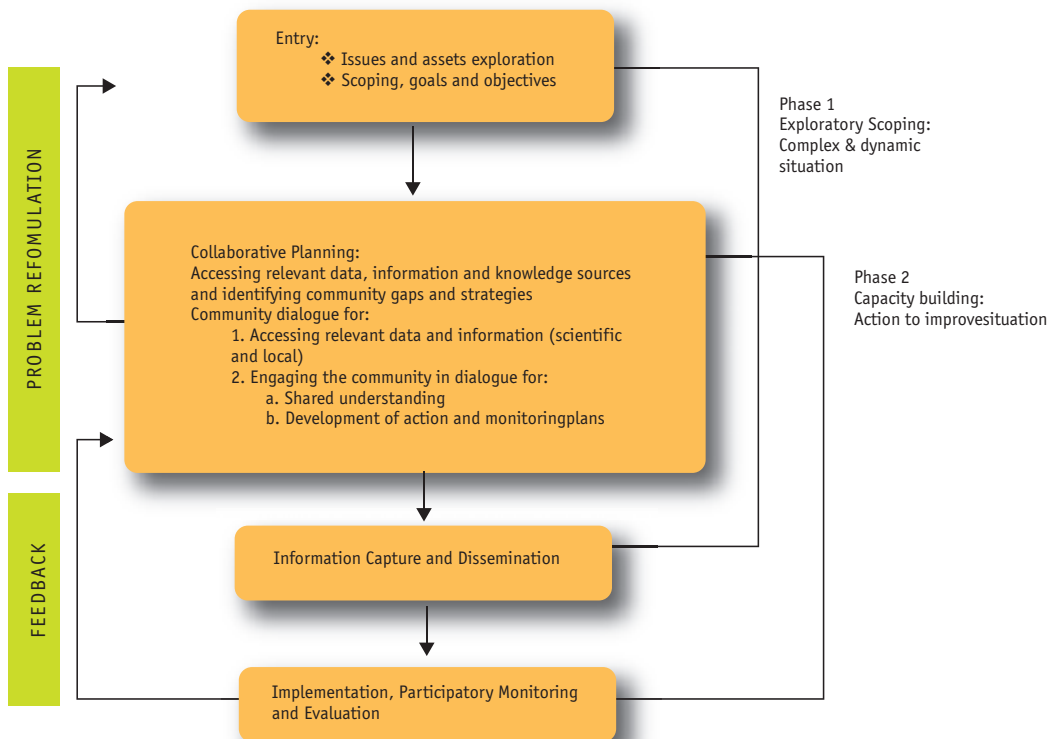 Entry:
❖ Issues and assets exploration
❖ Scoping, goals and objectives
Phase 1
Exploratory Scoping:
Complex & dynamic
situation
PROBLEM REFOMULATION
Collaborative Planning:
Accessing relevant data, information and knowledge sources
and identifying community gaps and strategies
Community dialogue for:
1. Accessing relevant data and information (scientific
and local)
2. Engaging the community in dialogue for:
a. Shared understanding
b. Development of action and monitoringplans
Phase 2
Capacity building:
Action to improvesituation
FEEDBACK
Information Capture and Dissemination
Implementation, Participatory Monitoring
and Evaluation